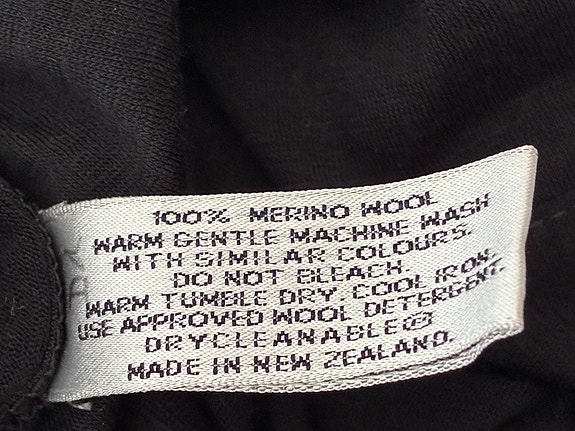 100% MERINO WOOL
WARM GENTLE MACHINE WASH
WITH SIMILAR COLOURS.
DO NOT BLEACH.
WARM TUMBLE DRY. COOL IRON.
USE APPROVED WOOL DETERGENT.
DRYCLEANABLE Ⓟ
MADE IN NEW ZEALAND.